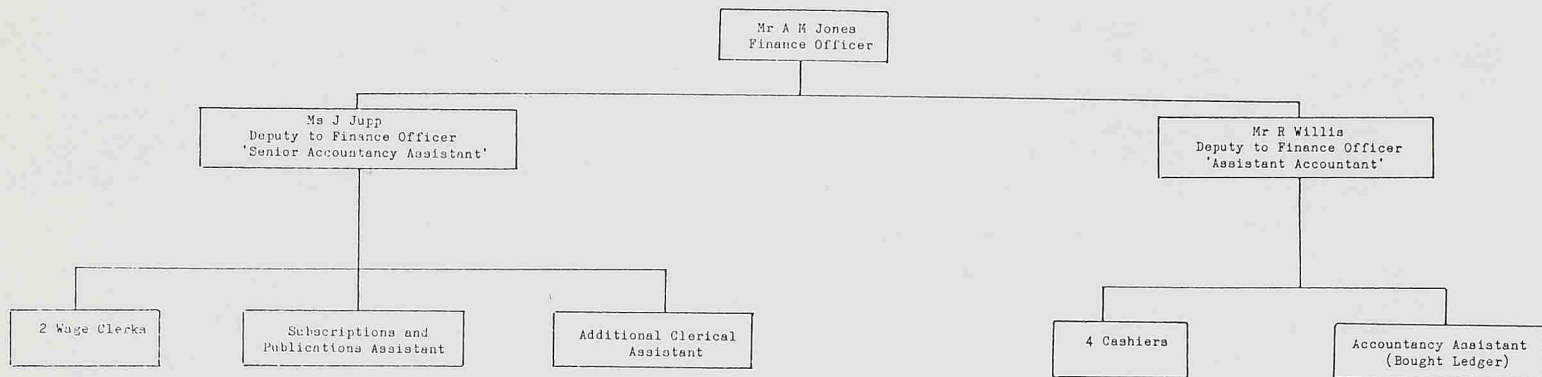 Mr A M Jones
Finance Officer
Ms J Jupp
Deputy to Finance Officer
'Senior Accountancy Assistant'
Mr R Willis
Deputy to Finance Officer
'Assistant Accountant'
2 Wage Clerks
Subscriptions and
Publications Assistant
Additional Clerical
Assistant
4 Cashiers
Accountancy Assistant
(Bought Ledger)